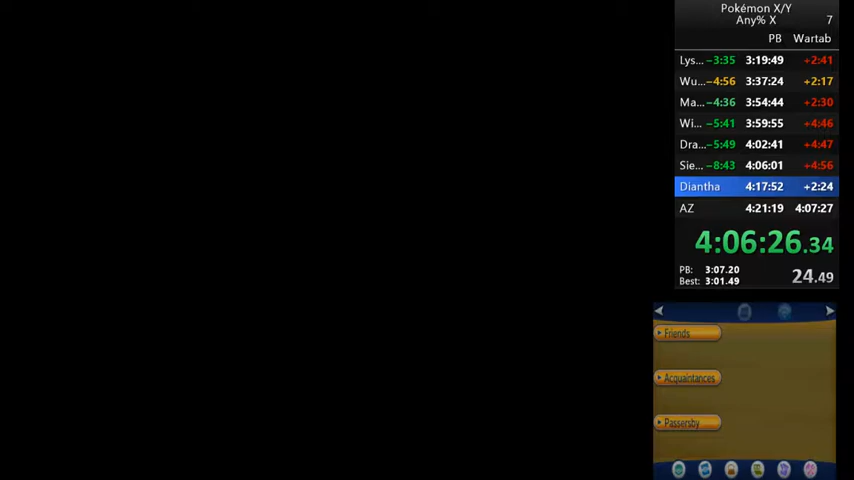 Pokémon X/Y
Any% X 7
PB Wartab
Lys... −3:35 3:19:49 +2:41
Wu... −4:56 3:37:24 +2:17
Ma... −4:36 3:54:44 +2:30
Wi... −5:41 3:59:55 +4:46
Dra... −5:49 4:02:41 +4:47
Sie... −8:43 4:06:01 +4:56
Diantha 4:17:52 +2:24
AZ 4:21:19 4:07:27
4:06:26.34
PB: 3:07.20
Best: 3:01.49
24.49
Friends
Acquaintances
Passersby